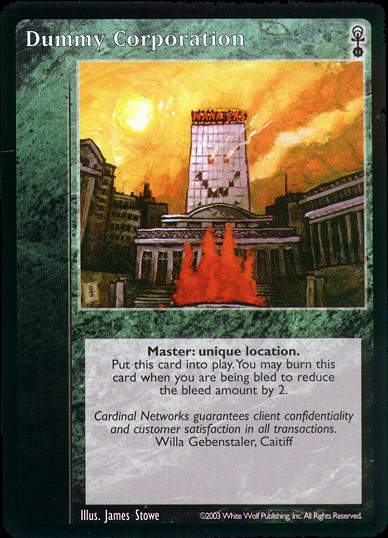 Dummy Corporation
Master: unique location.
Put this card into play. You may burn this
card when you are being bled to reduce
the bleed amount by 2.
Cardinal Networks guarantees client confidentiality
and customer satisfaction in all transactions.
Willa Gebenstaler, Caitiff
Illus. James Stowe
©2003 White Wolf Publishing, Inc. All Rights Reserved.